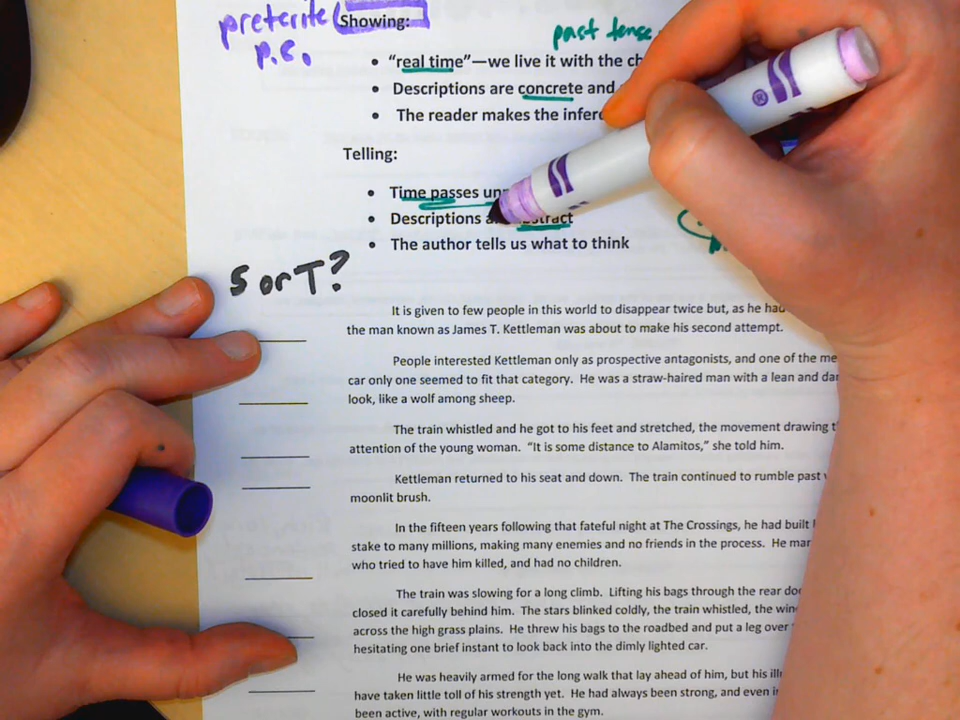 preterite
p.c.
Showing:
past tense
• "real time"—we live it with the
• Descriptions are concrete and
• The reader makes the
Telling:
• Time passes
• Descriptions
• The author tells us what to think
S or T?
It is given to few people in this world to disappear twice but, as he had
the man known as James T. Kettleman was about to make his second attempt.
People interested Kettleman only as prospective antagonists, and one of the
car only one seemed to fit that category. He was a straw-haired man with a lean and
look, like a wolf among sheep.
The train whistled and he got to his feet and stretched, the movement drawing
attention of the young woman. "It is some distance to Alamitos," she told him.
Kettleman returned to his seat and down. The train continued to rumble past
moonlit brush.
In the fifteen years following that fateful night at The Crossings, he had built
stake to many millions, making many enemies and no friends in the process. He
who tried to have him killed, and had no children.
The train was slowing for a long climb. Lifting his bags through the rear
closed it carefully behind him. The stars blinked coldly, the train whistled, the
across the high grass plains. He threw his bags to the roadbed and put a leg over
hesitating one brief instant to look back into the dimly lighted car.
He was heavily armed for the long walk that lay ahead of him, but his
have taken little toll of his strength yet. He had always been strong, and even
been active, with regular workouts in the gym.